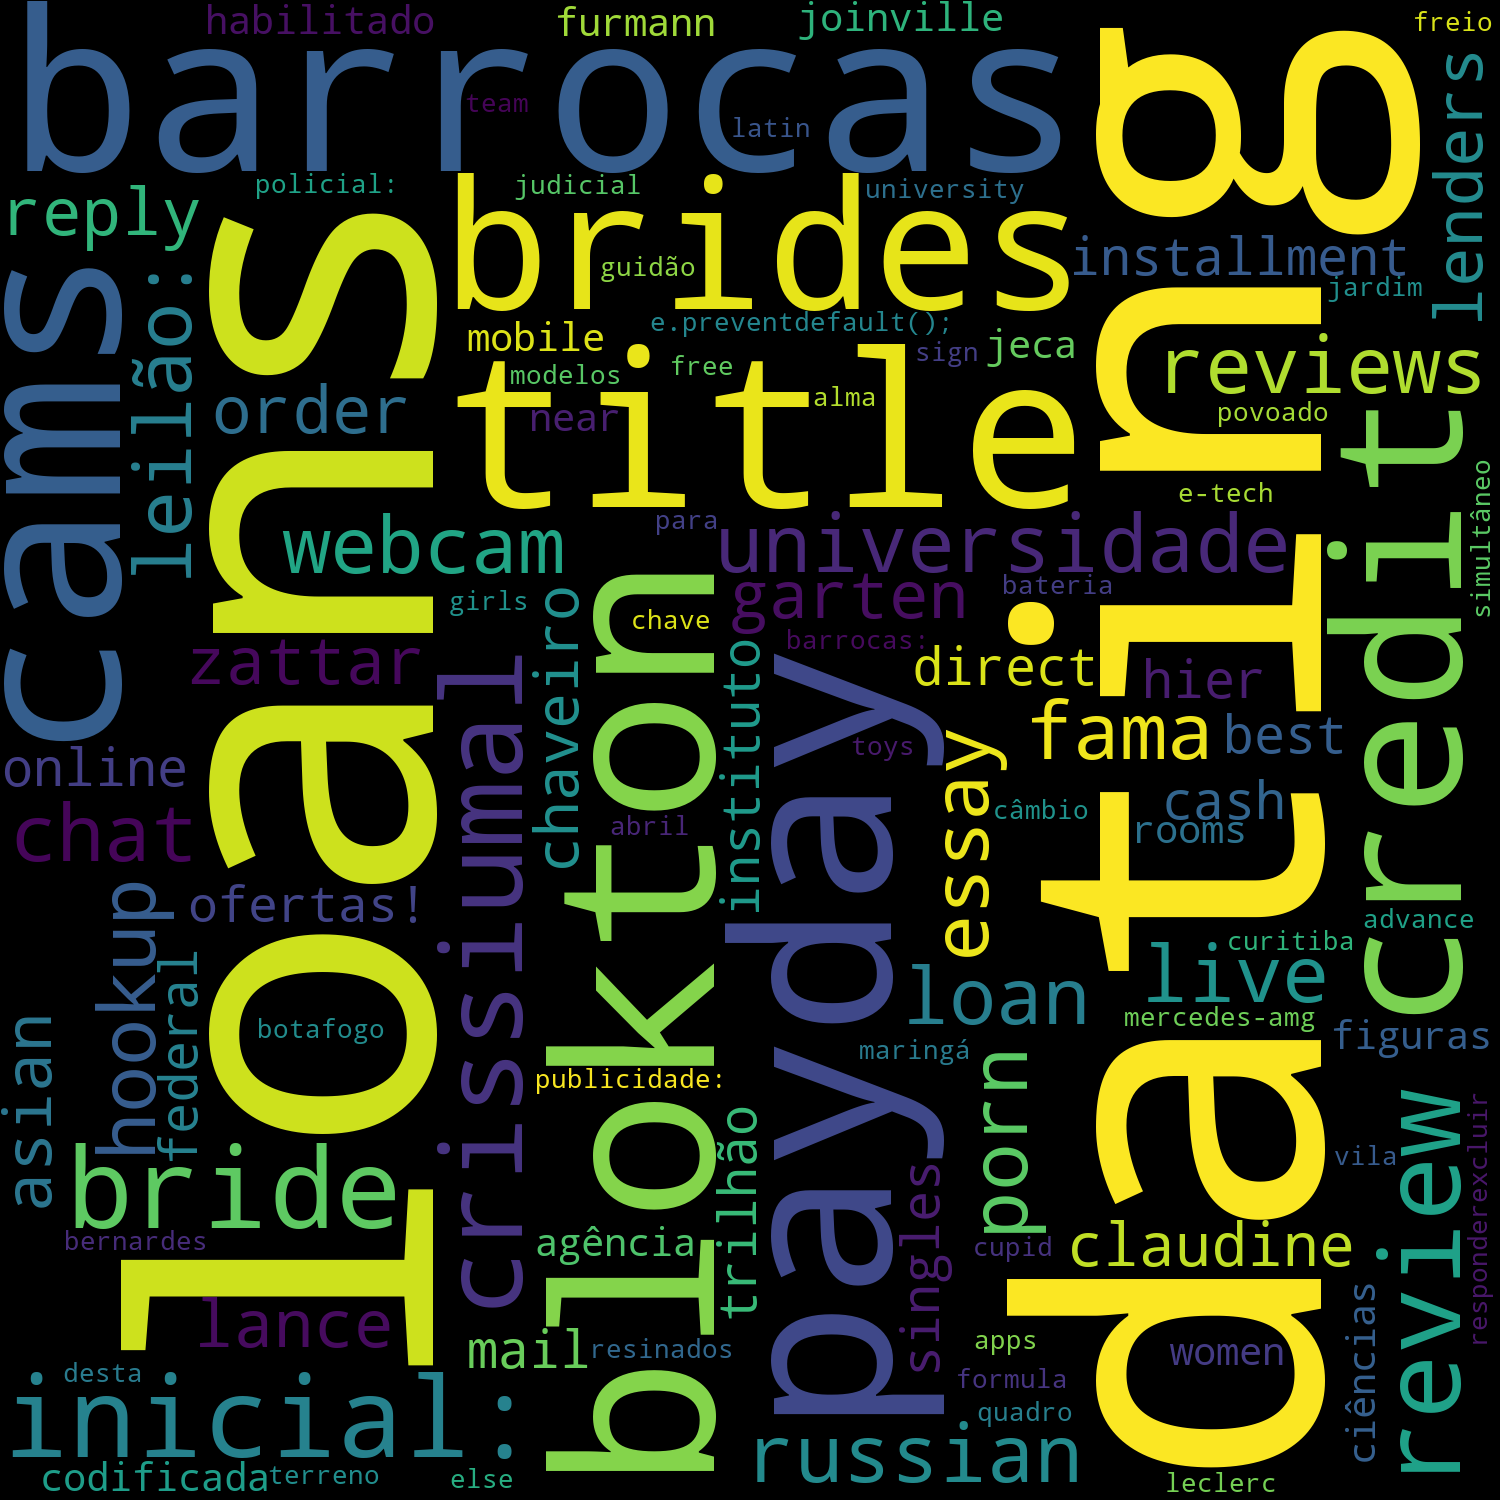 habilitado
furmann
joinville
freio
barrocas
team
latin
lenders
policial:
judicial
university
reply
brides
guidão
installment
jardim
cams
leilão:
loans
mobile
e.preventdefault();
sign
jeca
modelos
free
title
reviews
order
near
alma
povoado
dating
credit
e-tech
simultâneo
webcam
para
universidade
girls
chaveiro
blokton
chave
garten
bateria
barrocas:
zattar
crissiumal
instituto
payday
direct
hier
online
toys
essay
fama
best
chat
abril
câmbio
cash
rooms
ofertas!
hookup
federal
advance
curitiba
live
asian
botafogo
loan
mercedes-amg
figuras
maringá
porn
publicidade:
trilhão
review
responderexcluir
bride
vila
bernardes
agência
singles
cupid
claudine
lance
mail
resinados
apps
women
ciências
desta
formula
inicial:
quadro
russian
codificada
terreno
else
leclerc